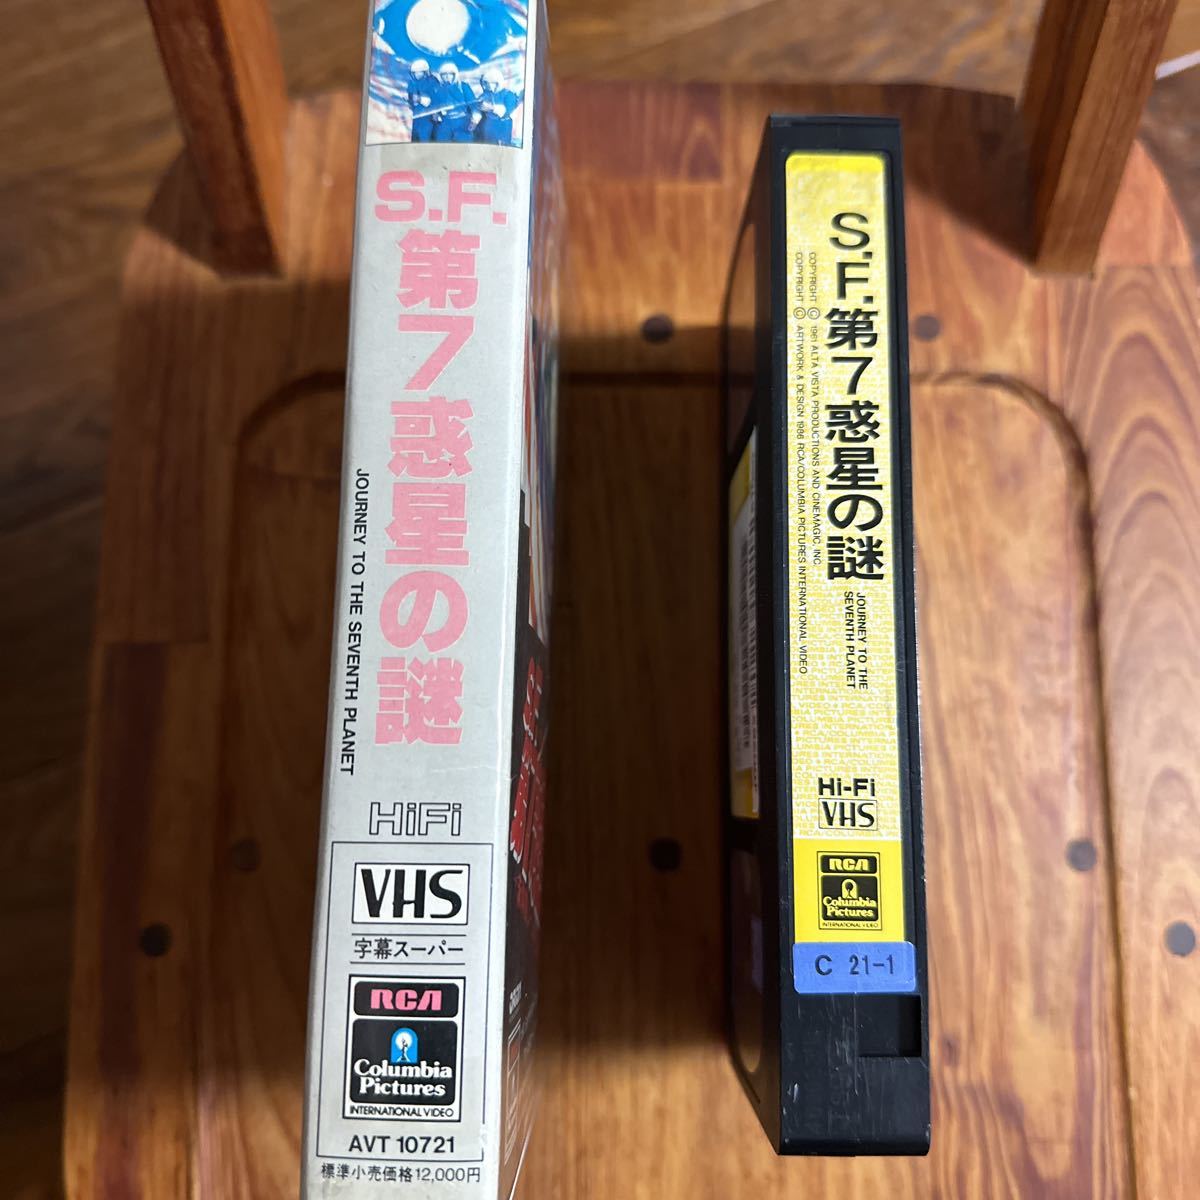 S.F.第7惑星の謎
JOURNEY TO THE SEVENTH PLANET
HiFi
VHS
字幕スーパー
RCA
Columbia
Pictures
INTERNATIONAL VIDEO
AVT 10721
標準小売価格12,000円
S.F.第7惑星の謎
JOURNEY TO THE
SEVENTH PLANET
COPYRIGHT © 1961 ALTA VISTA PRODUCTIONS AND CINEMAGIC, INC.
COPYRIGHT © ARTWORK & DESIGN 1986 RCA/COLUMBIA PICTURES INTERNATIONAL VIDEO
Hi-Fi
VHS
RCA
Columbia
Pictures
INTERNATIONAL VIDEO
C 21-1